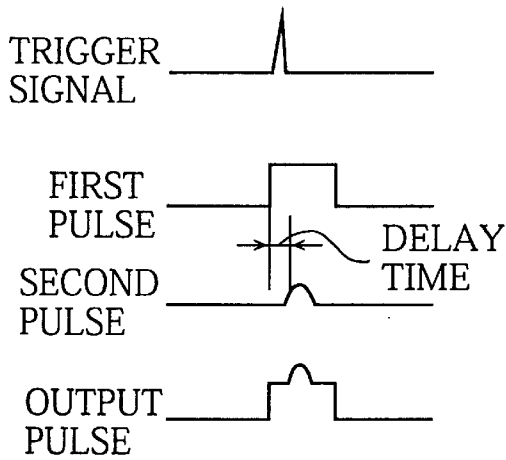 TRIGGER
SIGNAL
FIRST
PULSE
DELAY
TIME
SECOND
PULSE
OUTPUT
PULSE